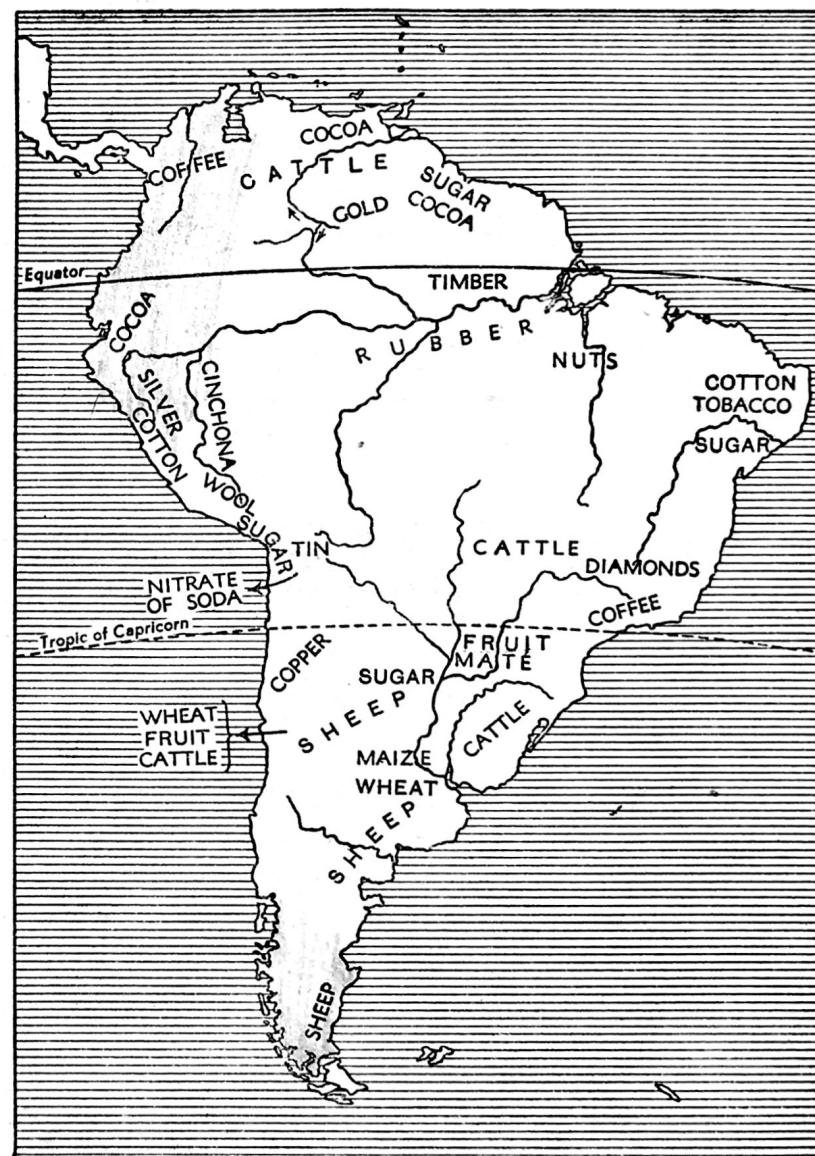 COCOA
COFFEE
CATTLE
SUGAR
COCOA
GOLD
Equator
TIMBER
COCOA
RUBBER
NUTS
SILVER
CINCHONA
COTTON
COTTON
TOBACCO
SUGAR
WOOL
SUGAR
TIN
CATTLE
DIAMONDS
NITRATE
OF SODA
COFFEE
Tropic of Capricorn
FRUIT
MATÉ
COPPER
SUGAR
SHEEP
CATTLE
WHEAT
FRUIT
CATTLE
MAIZE
WHEAT
SHEEP
SHEEP